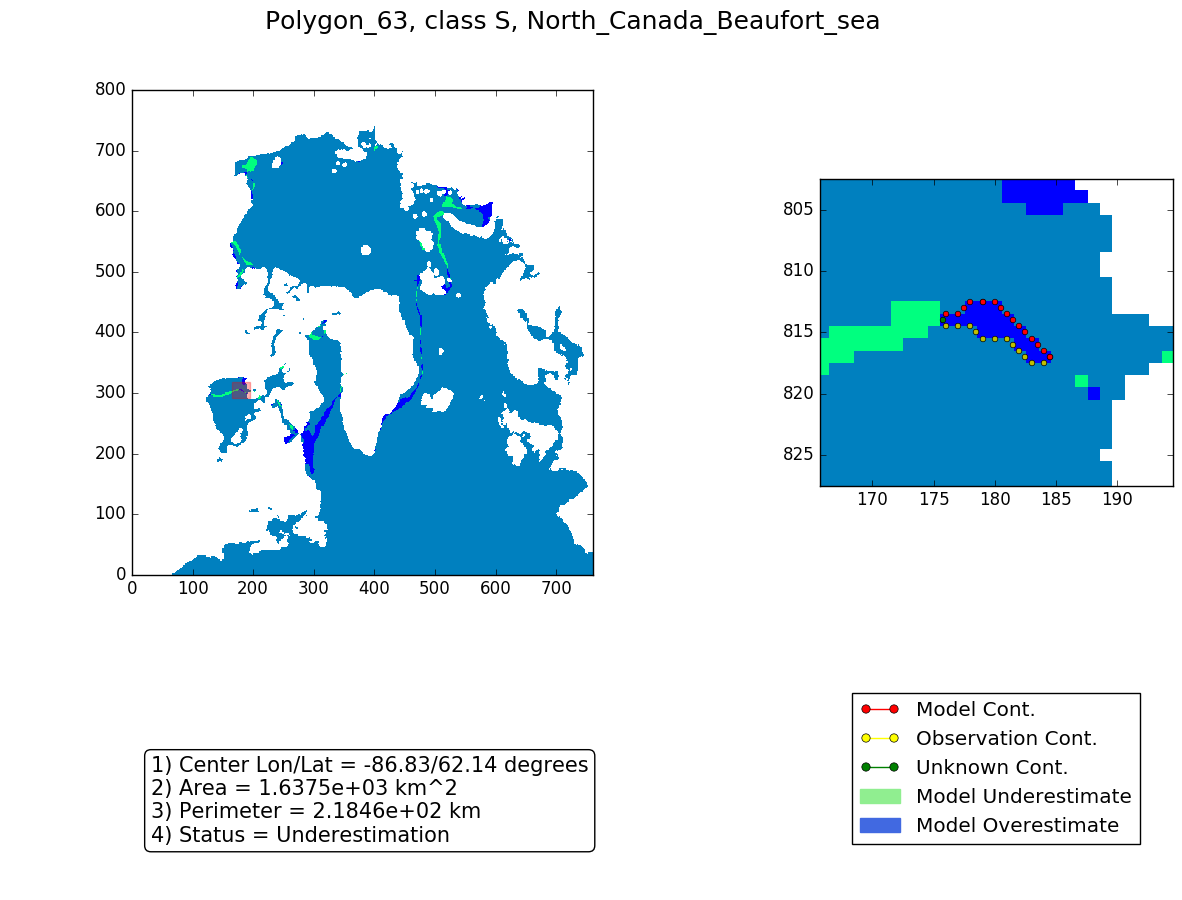 Polygon_63, class S, North_Canada_Beaufort_sea
800
700
600
500
400
300
200
100
0
0 100 200 300 400 500 600 700
805
810
815
820
825
170 175 180 185 190
1) Center Lon/Lat = -86.83/62.14 degrees
2) Area = 1.6375e+03 km^2
3) Perimeter = 2.1846e+02 km
4) Status = Underestimation
Model Cont.
Observation Cont.
Unknown Cont.
Model Underestimate
Model Overestimate